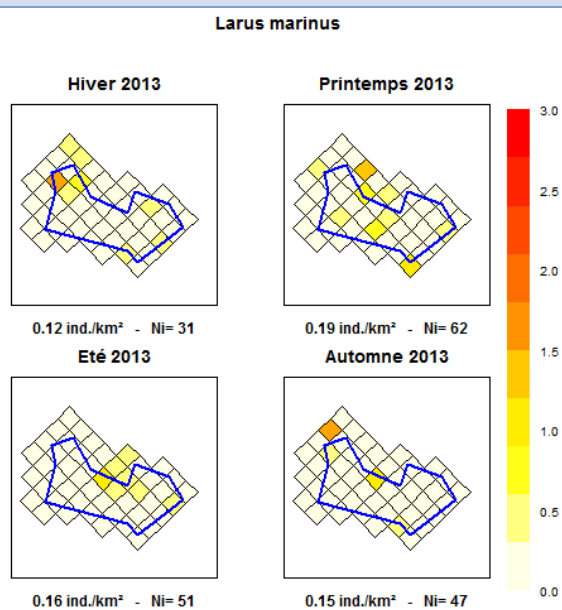 Larus marinus
Hiver 2013
Printemps 2013
0.12 ind./km² - Ni= 31
0.19 ind./km² - Ni= 62
Eté 2013
Automne 2013
0.16 ind./km² - Ni= 51
0.15 ind./km² - Ni= 47
3.0
2.5
2.0
1.5
1.0
0.5
0.0